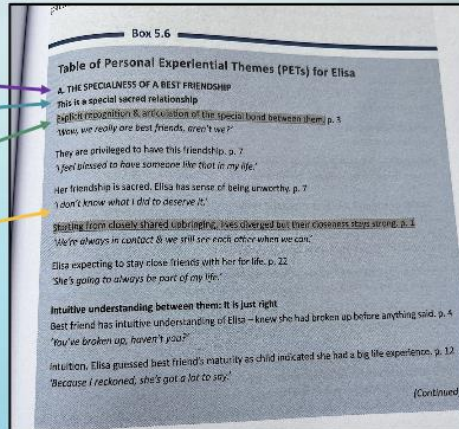 Box 5.6
Table of Personal Experiential Themes (PETs) for Elisa
A. THE SPECIALNESS OF A BEST FRIENDSHIP
This is a special sacred relationship
Explicit recognition & articulation of the special bond between them. p. 3
'Wow, we really are best friends, aren't we?'
They are privileged to have this friendship. p. 7
'I feel blessed to have someone like that in my life.'
Her friendship is sacred. Elisa has sense of being unworthy. p. 7
'I don't know what I did to deserve it.'
Starting from closely shared upbringing, lives diverged but their closeness stays strong. p. 1
'We're always in contact & we still see each other when we can.'
Elisa expecting to stay close friends with her for life. p. 22
'She's going to always be part of my life.'
Intuitive understanding between them: It is just right
Best friend has intuitive understanding of Elisa – knew she had broken up before anything said. p. 4
'You've broken up, haven't you?'
Intuition, Elisa guessed best friend's maturity as child indicated she had a big life experience. p. 12
'Because I reckoned, she's got a lot to say.'
(Continued)